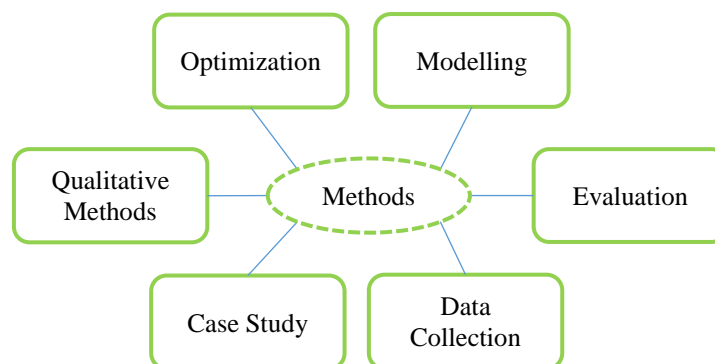 Optimization
Modelling
Qualitative
Methods
Methods
Evaluation
Case Study
Data
Collection